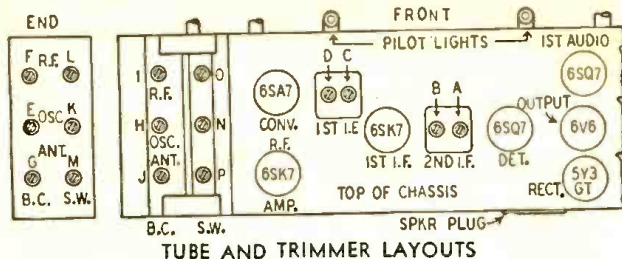 END
FRONT
PILOT LIGHTS
1ST AUDIO
F R.F. L
E OSC. K
ANT.
G M
B.C. S.W.
I O
R.F.
H N
OSC.
ANT.
J P
B.C. S.W.
6SA7
CONV.
R.F.
6SK7
AMP.
D C
1ST I.F.
6SK7
1ST I.F.
B A
2ND I.F.
6SQ7
DET.
6SQ7
OUTPUT
6V6
5Y3
GT
RECT.
TOP OF CHASSIS
SPKR PLUG
TUBE AND TRIMMER LAYOUTS